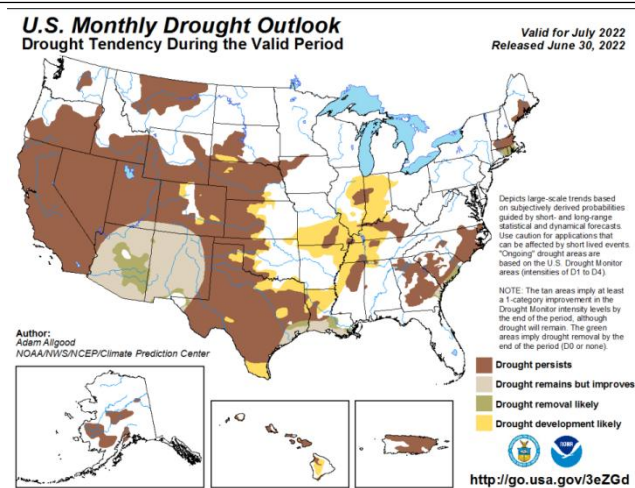 U.S. Monthly Drought Outlook
Drought Tendency During the Valid Period
Valid for July 2022
Released June 30, 2022
Depicts large-scale trends based
on subjectively derived probabilities
guided by short- and long-range
statistical and dynamical forecasts.
Use caution for applications that
can be affected by short lived events.
"Ongoing" drought areas are
based on the U.S. Drought Monitor
areas (intensities of D1 to D4).
NOTE: The tan areas imply at least
a 1-category improvement in the
Drought Monitor intensity levels by
the end of the period, although
drought will remain. The green
areas imply drought removal by the
end of the period (D0 or none).
Author:
Adam Allgood
NOAA/NWS/NCEP/Climate Prediction Center
Drought persists
Drought remains but improves
Drought removal likely
Drought development likely
http://go.usa.gov/3eZGd